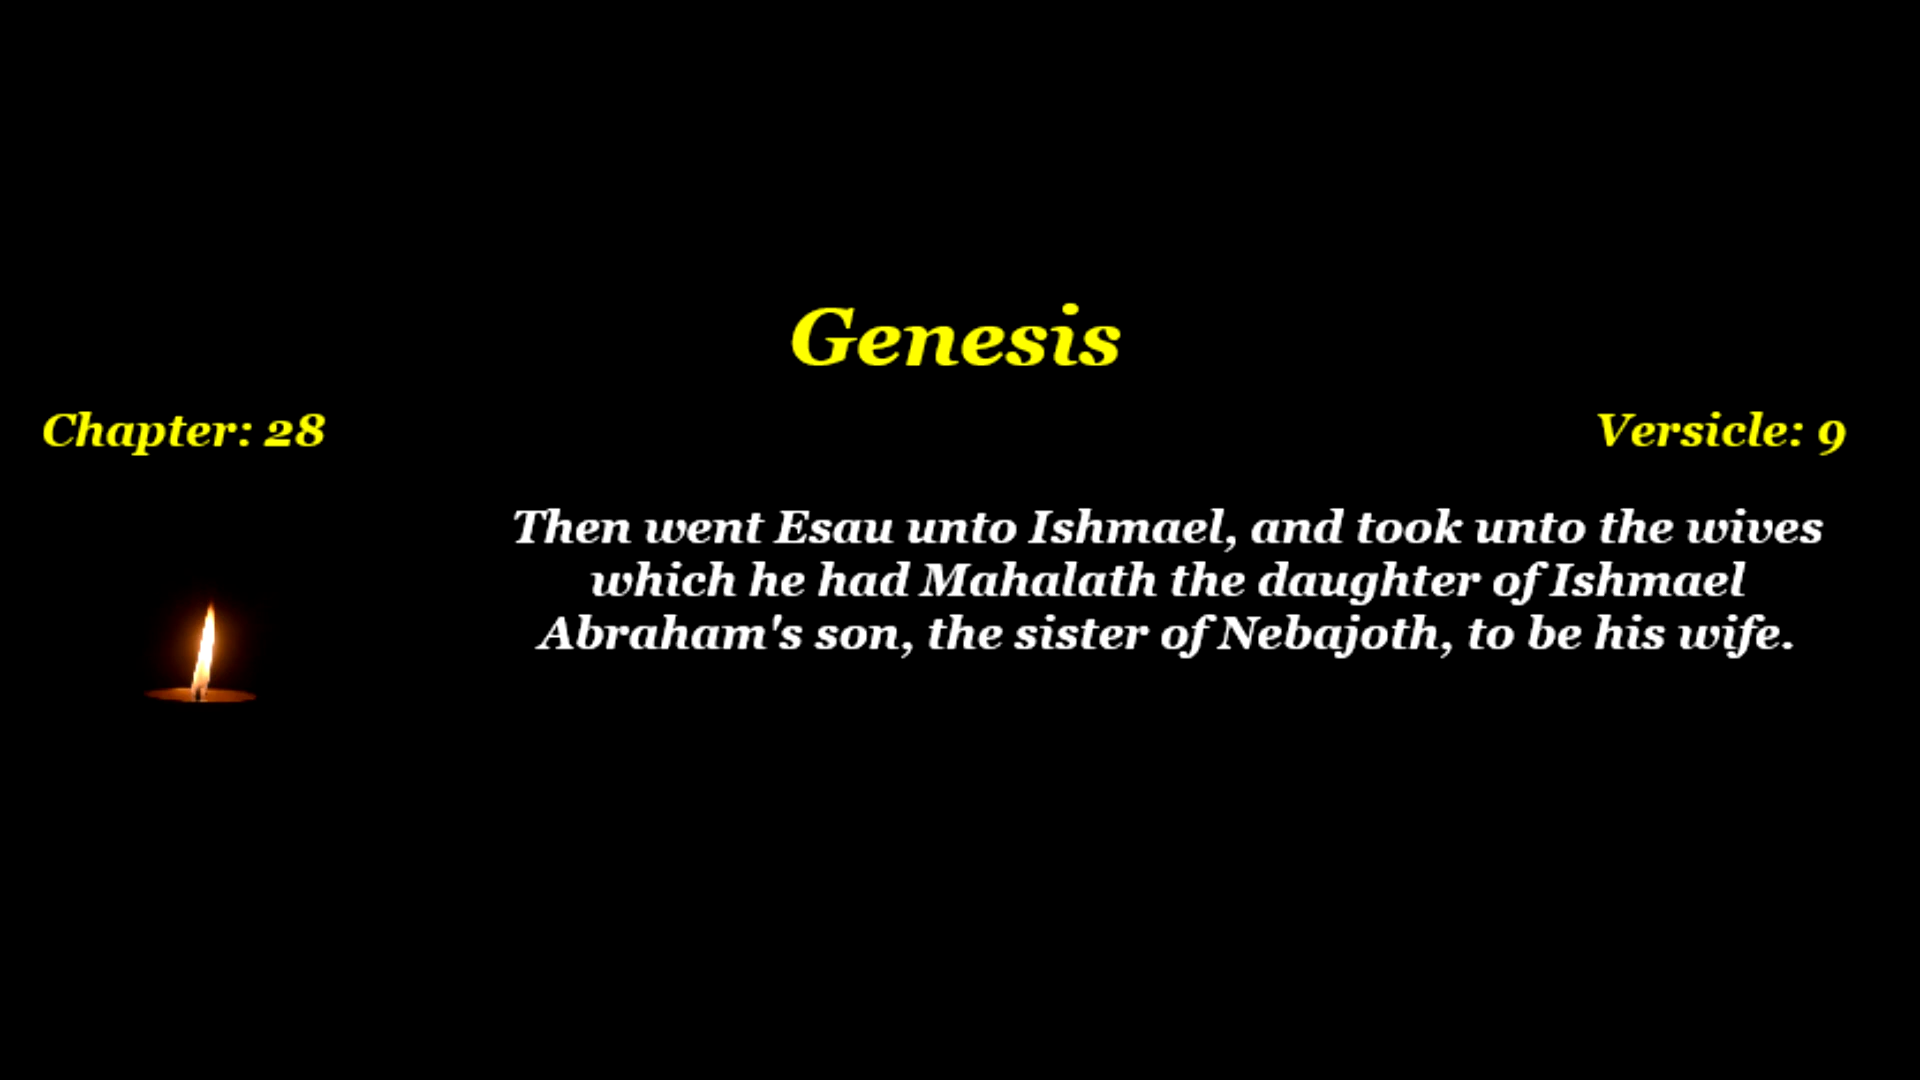 Genesis
Chapter: 28
Versicle: 9
Then went Esau unto Ishmael, and took unto the wives
which he had Mahalath the daughter of Ishmael
Abraham's son, the sister of Nebajoth, to be his wife.